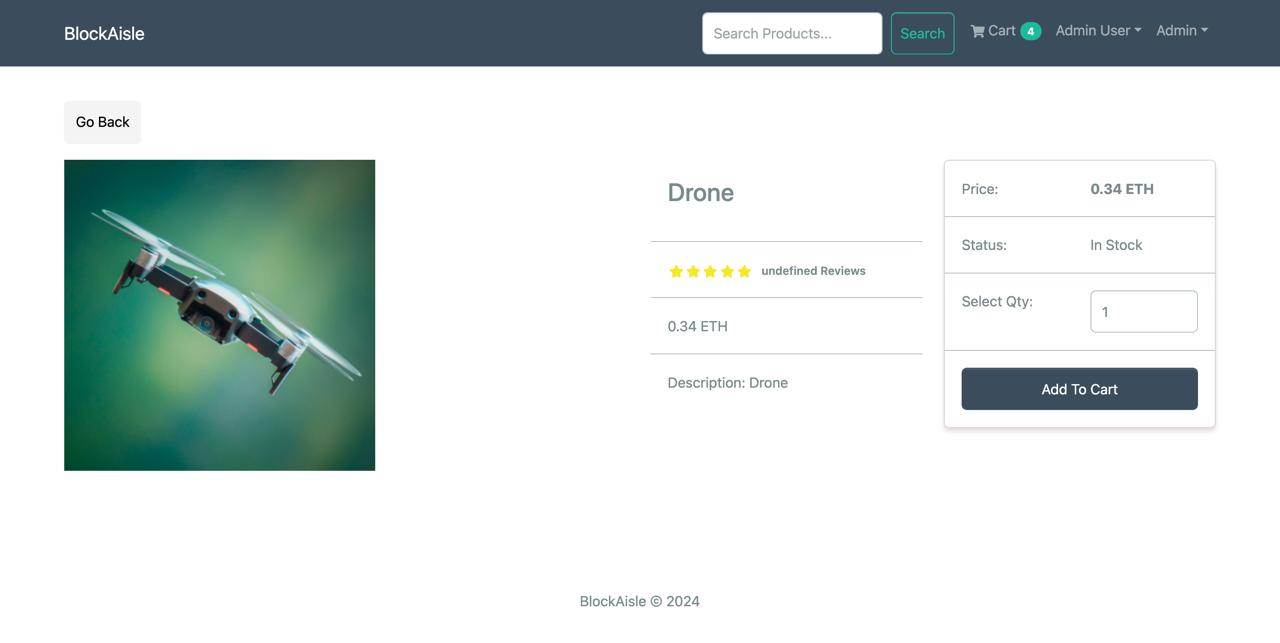 BlockAisle
Search Products...
Search
Cart 4
Admin User
Admin
Go Back
Drone
undefined Reviews
0.34 ETH
Description: Drone
Price: 0.34 ETH
Status: In Stock
Select Qty: 1
Add To Cart
BlockAisle © 2024